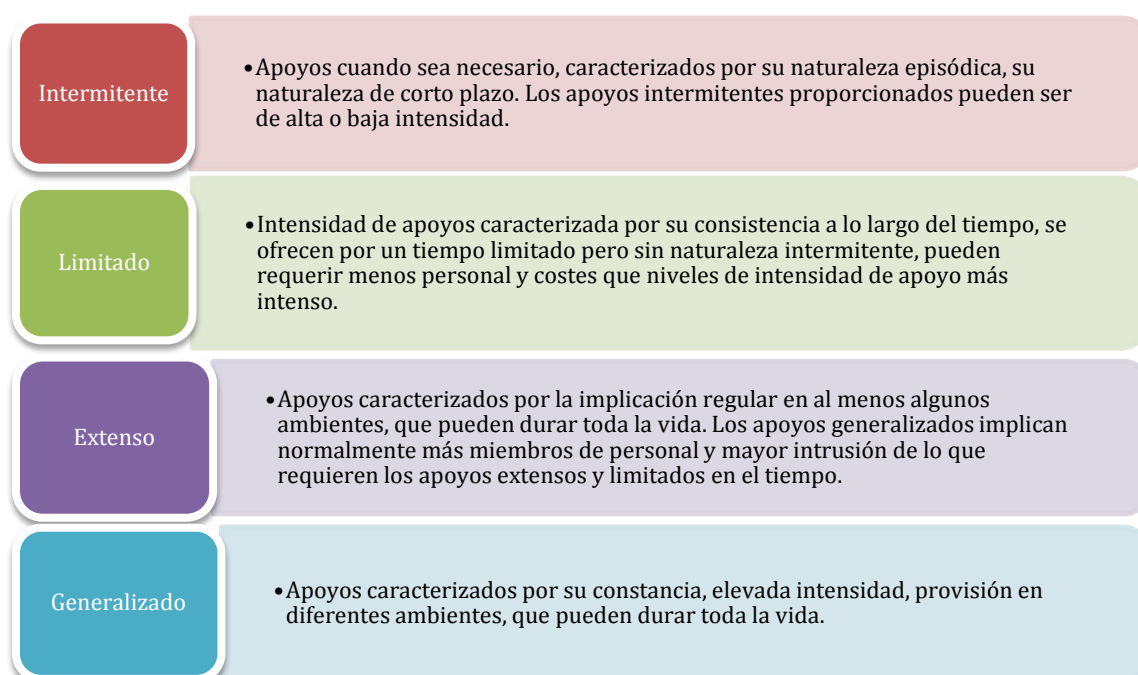 Intermitente
•Apoyos cuando sea necesario, caracterizados por su naturaleza episódica, su
naturaleza de corto plazo. Los apoyos intermitentes proporcionados pueden ser
de alta o baja intensidad.
Limitado
•Intensidad de apoyos caracterizada por su consistencia a lo largo del tiempo, se
ofrecen por un tiempo limitado pero sin naturaleza intermitente, pueden
requerir menos personal y costes que niveles de intensidad de apoyo más
intenso.
Extenso
•Apoyos caracterizados por la implicación regular en al menos algunos
ambientes, que pueden durar toda la vida. Los apoyos generalizados implican
normalmente más miembros de personal y mayor intrusión de lo que
requieren los apoyos extensos y limitados en el tiempo.
Generalizado
•Apoyos caracterizados por su constancia, elevada intensidad, provisión en
diferentes ambientes, que pueden durar toda la vida.